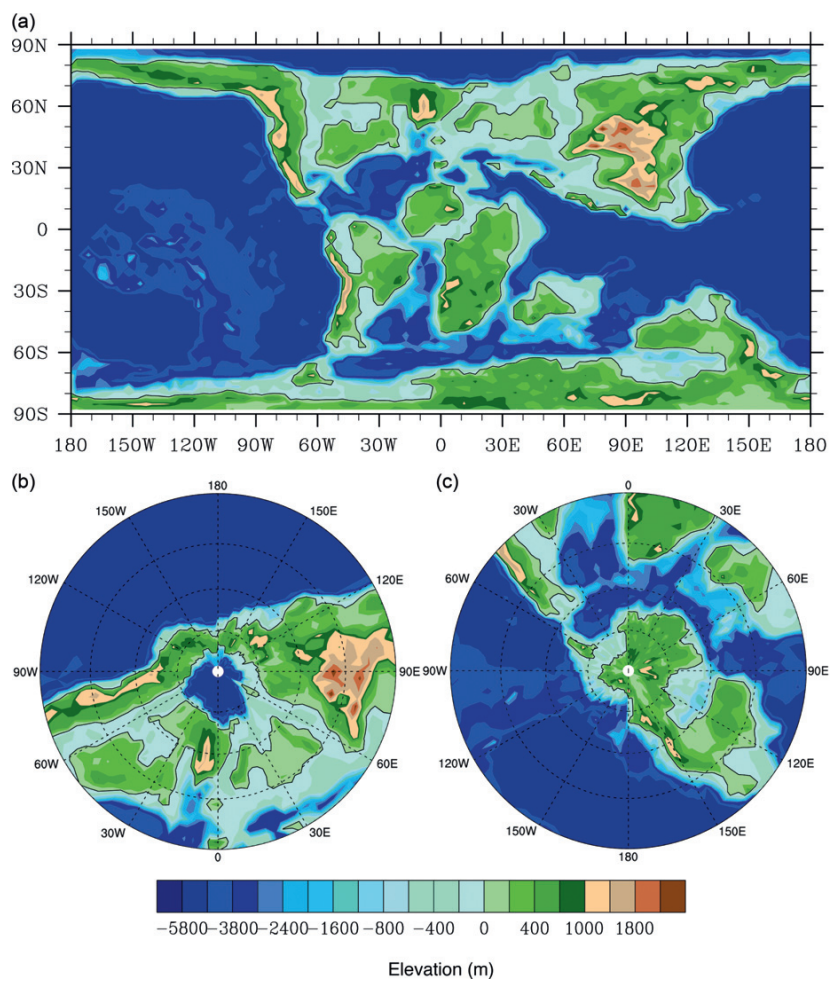 (a)
90N
60N
30N
0
30S
60S
90S
180 150W 120W 90W 60W 30W 0 30E 60E 90E 120E 150E 180
(b) (c)
180 0
150W 150E 30E
120W 120E 60E
90W 90E 90W 90E
60W 60E 120W 120E
30W 30E 150W 150E
0 180
−5800 −3800 −2400 −1600 −800 −400 0 400 1000 1800
Elevation (m)